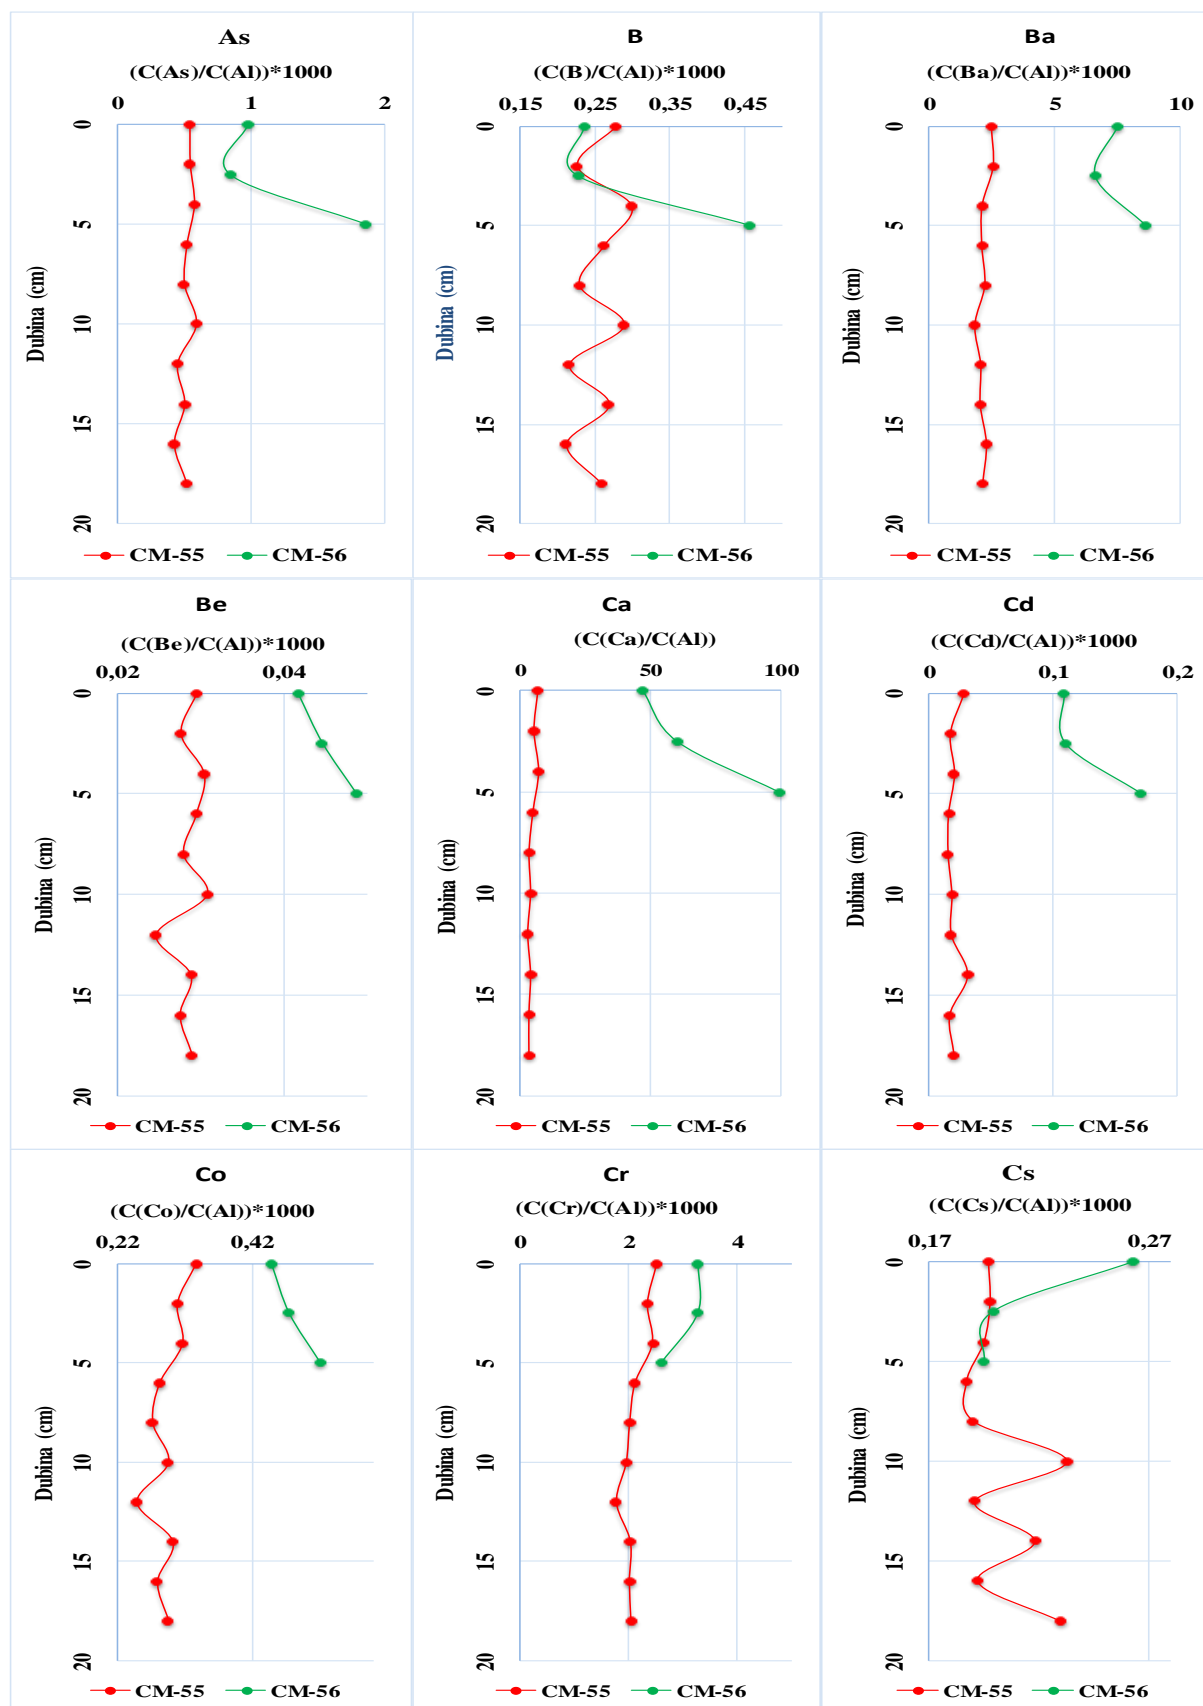 As
(C(As)/C(Al))*1000
0 1 2
0
5
10
15
20
Dubina (cm)
CM-55 CM-56
B
(C(B)/C(Al))*1000
0,15 0,25 0,35 0,45
0
5
10
15
20
Dubina (cm)
CM-55 CM-56
Ba
(C(Ba)/C(Al))*1000
0 5 10
0
5
10
15
20
Dubina (cm)
CM-55 CM-56
Be
(C(Be)/C(Al))*1000
0,02 0,04
0
5
10
15
20
Dubina (cm)
CM-55 CM-56
Ca
(C(Ca)/C(Al))
0 50 100
0
5
10
15
20
Dubina (cm)
CM-55 CM-56
Cd
(C(Cd)/C(Al))*1000
0 0,1 0,2
0
5
10
15
20
Dubina (cm)
CM-55 CM-56
Co
(C(Co)/C(Al))*1000
0,22 0,42
0
5
10
15
20
Dubina (cm)
CM-55 CM-56
Cr
(C(Cr)/C(Al))*1000
0 2 4
0
5
10
15
20
Dubina (cm)
CM-55 CM-56
Cs
(C(Cs)/C(Al))*1000
0,17 0,27
0
5
10
15
20
Dubina (cm)
CM-55 CM-56